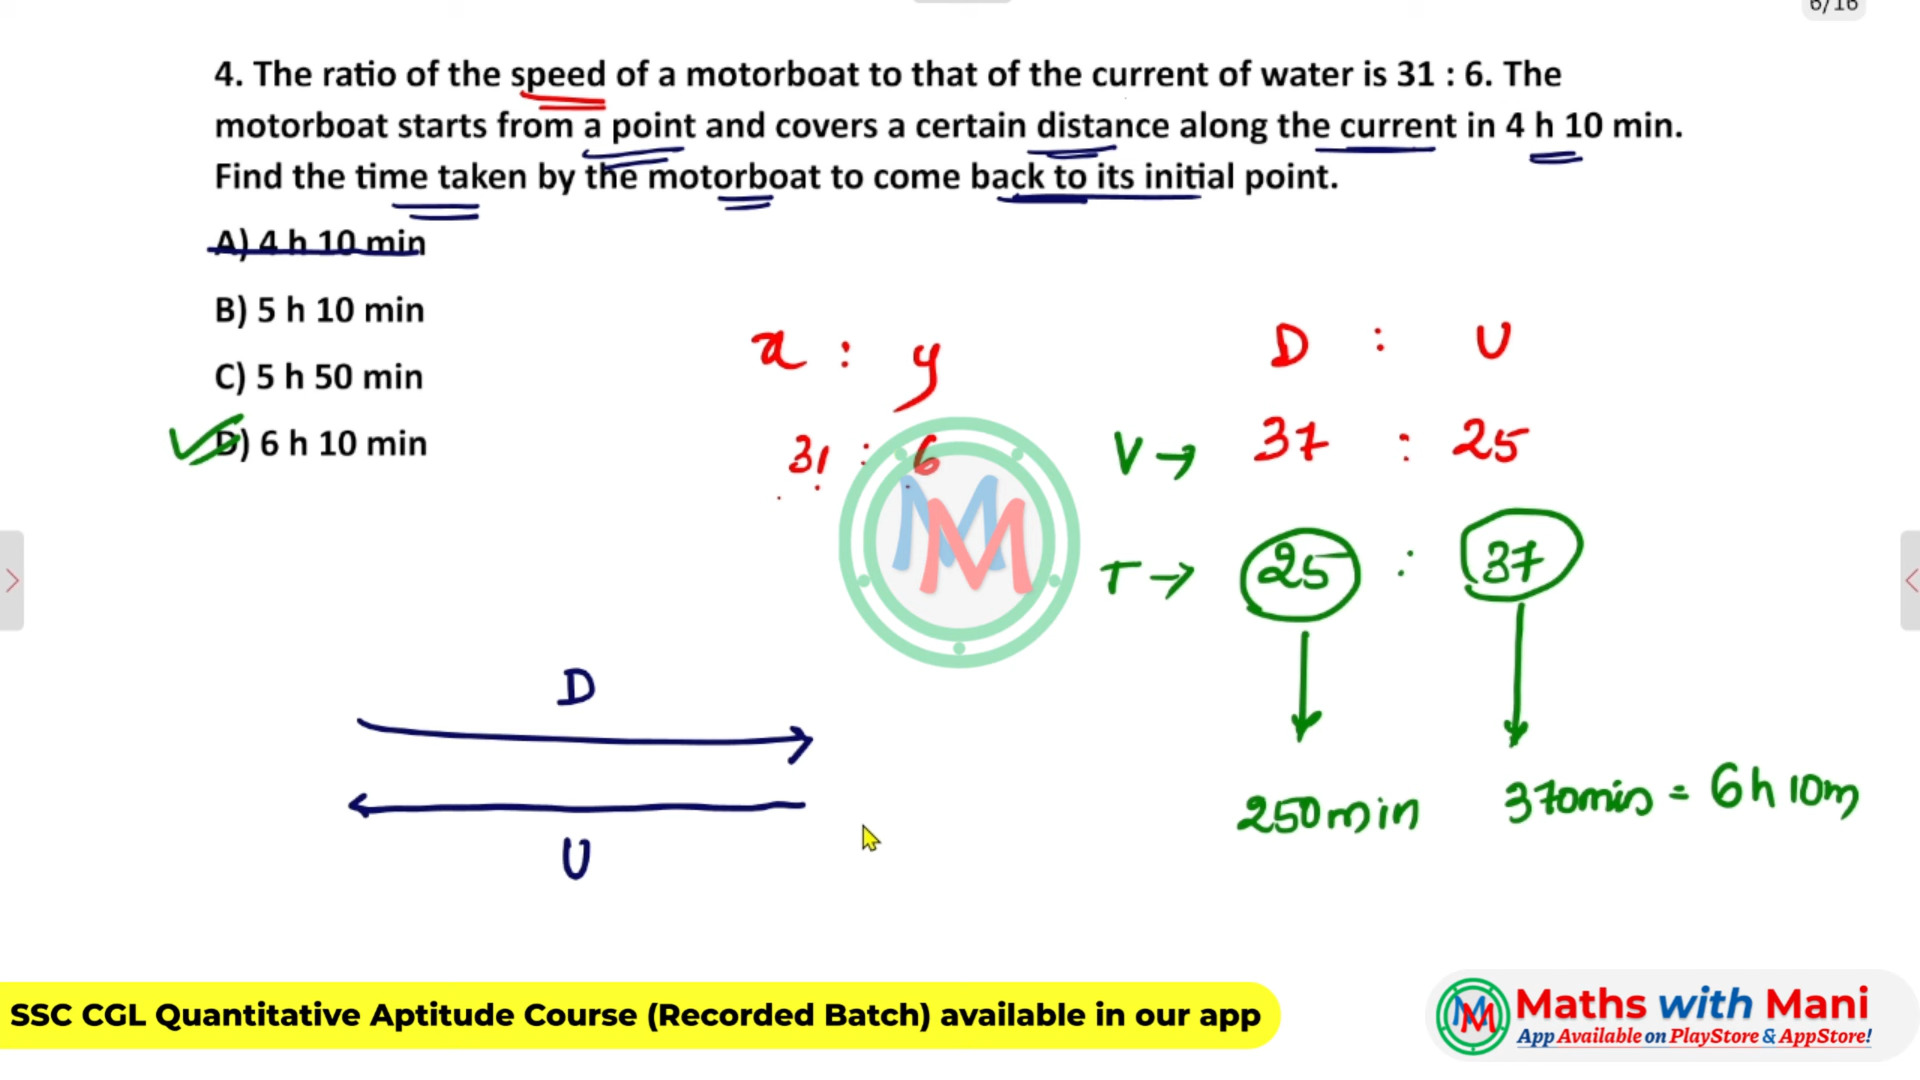 6/16
4. The ratio of the speed of a motorboat to that of the current of water is 31 : 6. The
motorboat starts from a point and covers a certain distance along the current in 4 h 10 min.
Find the time taken by the motorboat to come back to its initial point.
A) 4 h 10 min
B) 5 h 10 min
C) 5 h 50 min
D) 6 h 10 min
x : y
31 : 6
D : U
V → 37 : 25
T → 25 : 37
250min
370min = 6h 10m
D
U
MM
SSC CGL Quantitative Aptitude Course (Recorded Batch) available in our app
MM
Maths with Mani
App Available on PlayStore & AppStore!